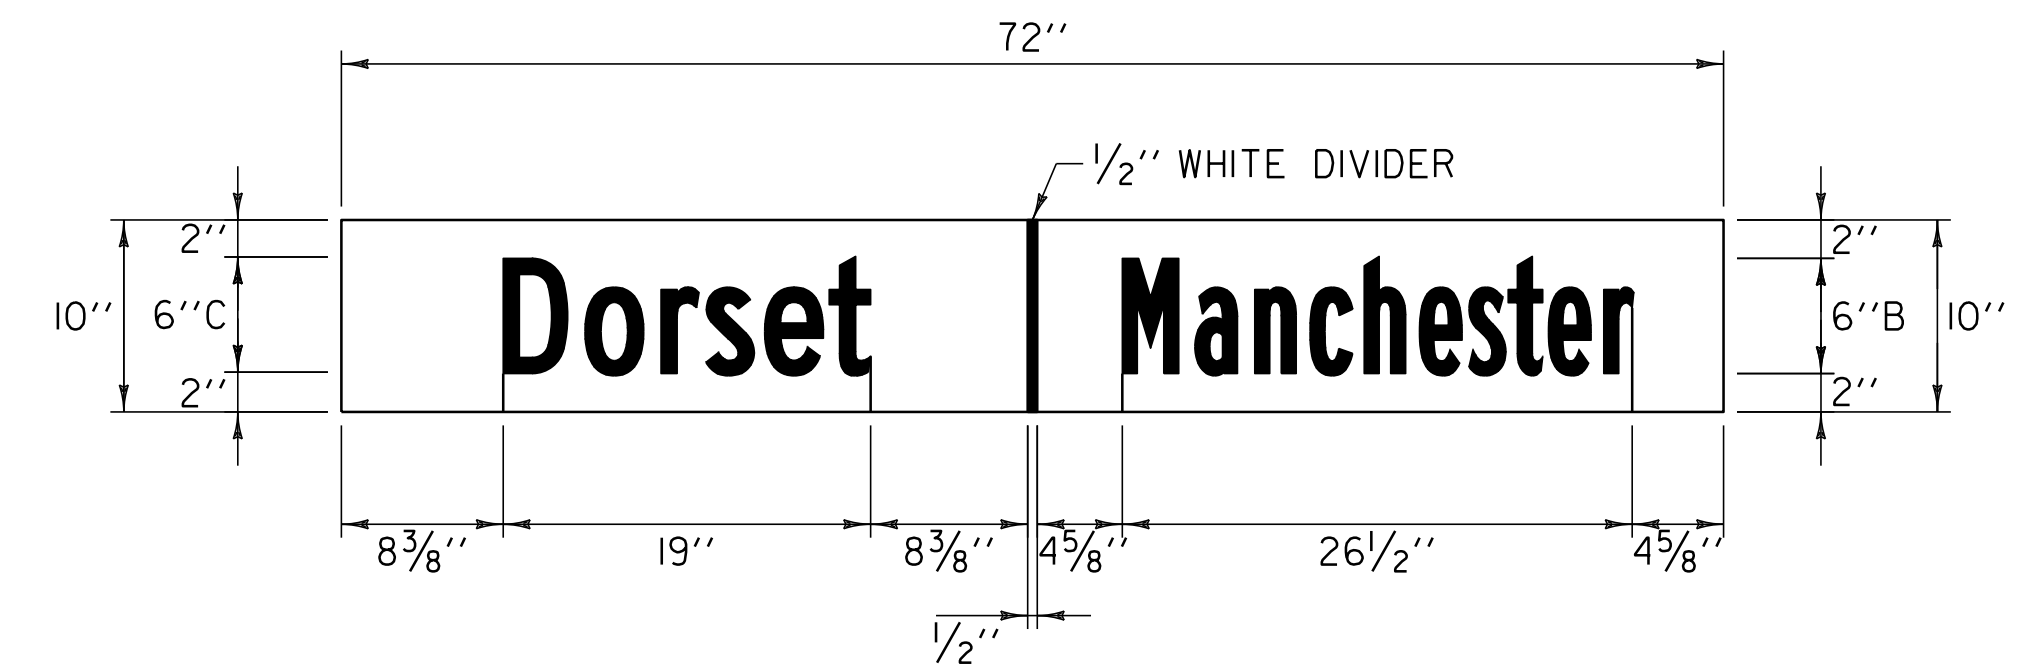 72''
1/2'' WHITE DIVIDER
2'' 2''
10'' 6''C Dorset Manchester 6''B 10''
2'' 2''
8 3/8'' 19'' 8 3/8'' 4 5/8'' 26 1/2'' 4 5/8''
1/2''